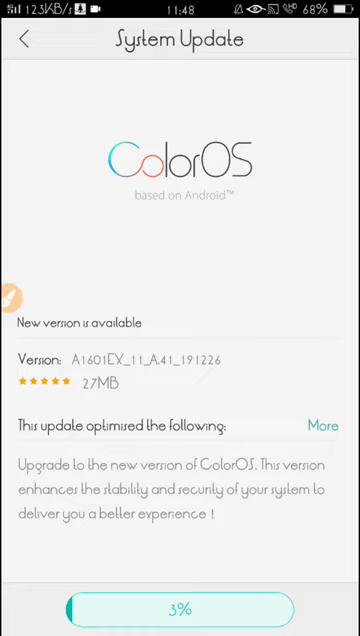 123KB/s 11:48 HD 68%
System Update
ColorOS
based on Android™
New version is available
Version: A1601EX_11_A.41_191226
27MB
This update optimised the following: More
Upgrade to the new version of ColorOS. This version
enhances the stability and security of your system to
deliver you a better experience！
3%